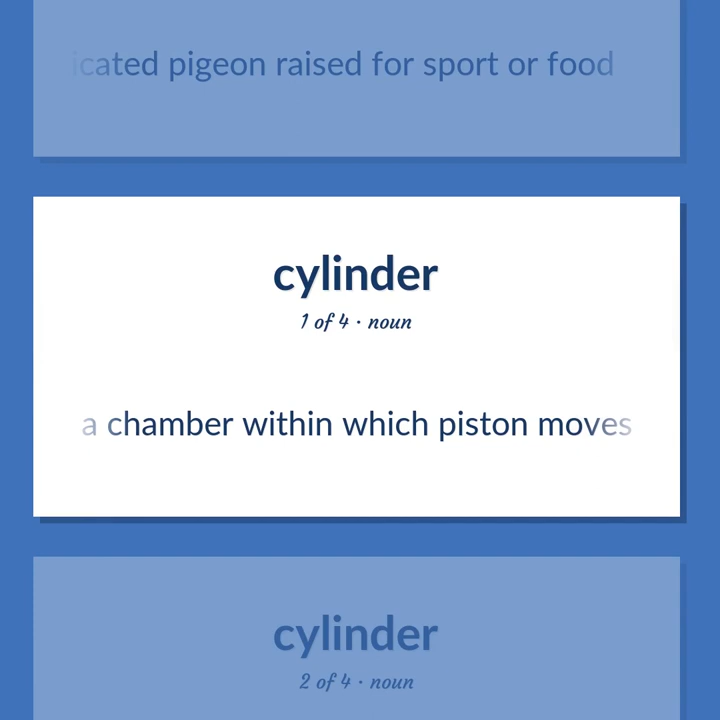 icated pigeon raised for sport or food
cylinder
1 of 4 · noun
a chamber within which piston moves
cylinder
2 of 4 · noun